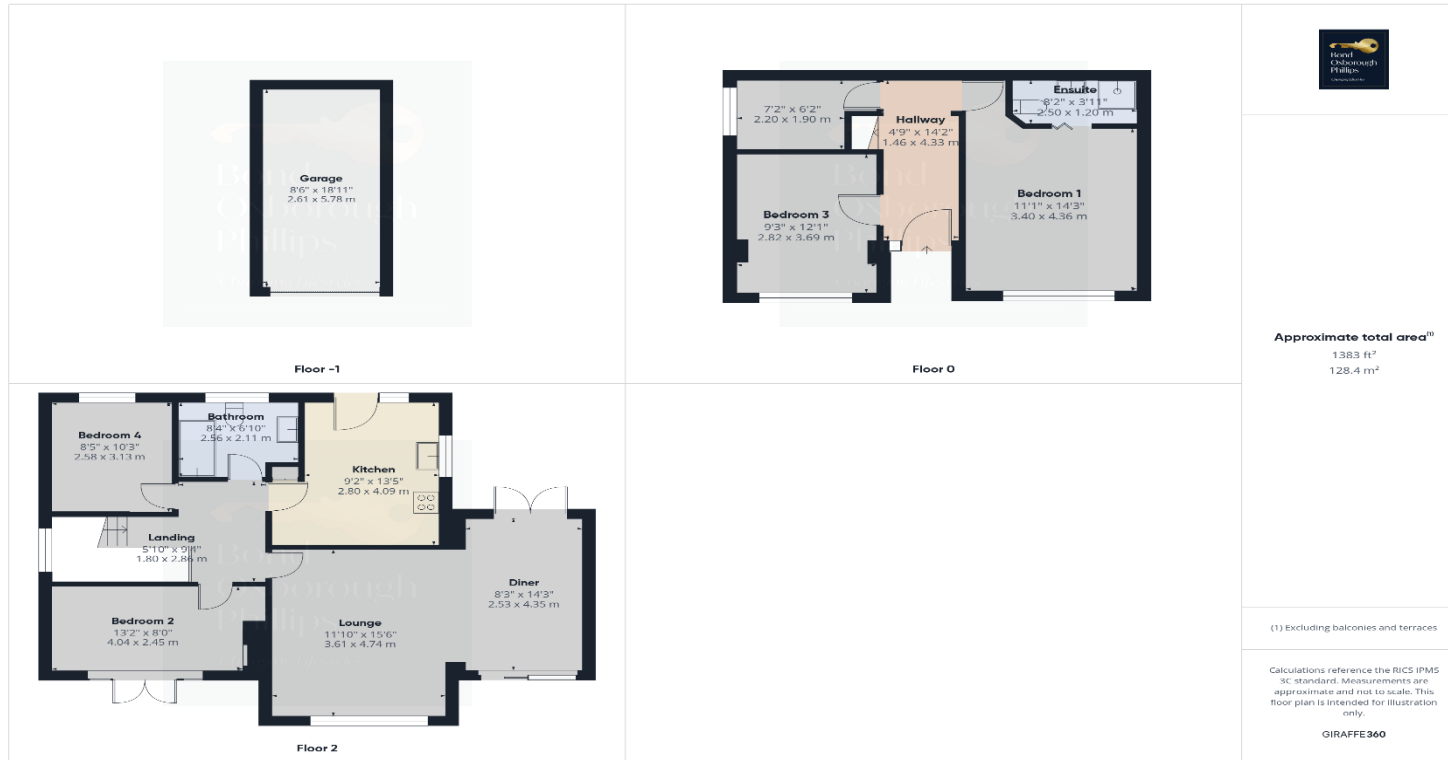 Garage
8'6" x 18'11"
2.61 x 5.78 m
Floor -1
7'2" x 6'2"
2.20 x 1.90 m
Hallway
4'9" x 14'2"
1.46 x 4.33 m
Ensuite
8'2" x 3'11"
2.50 x 1.20 m
Bedroom 1
11'1" x 14'3"
3.40 x 4.36 m
Bedroom 3
9'3" x 12'1"
2.82 x 3.69 m
Floor 0
Bedroom 4
8'5" x 10'3"
2.58 x 3.13 m
Bathroom
8'4" x 6'10"
2.56 x 2.11 m
Kitchen
9'2" x 13'5"
2.80 x 4.09 m
Landing
5'10" x 9'4"
1.80 x 2.86 m
Bedroom 2
13'2" x 8'0"
4.04 x 2.45 m
Lounge
11'10" x 15'6"
3.61 x 4.74 m
Diner
8'3" x 14'3"
2.53 x 4.35 m
Floor 2
Bond
Oxborough
Phillips
Approximate total area(1)
1383 ft²
128.4 m²
(1) Excluding balconies and terraces
Calculations reference the RICS IPMS
3C standard. Measurements are
approximate and not to scale. This
floor plan is intended for illustration
only.
GIRAFFE360